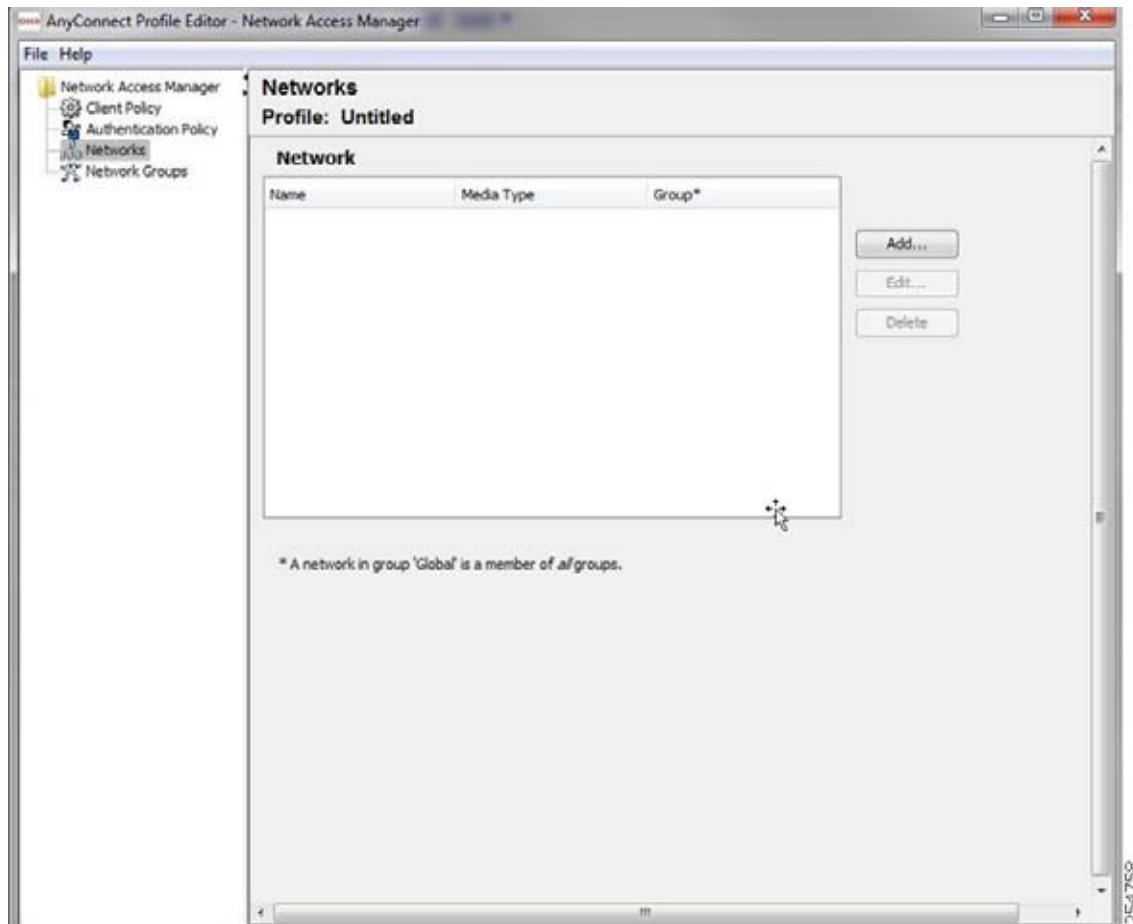 AnyConnect Profile Editor - Network Access Manager
File Help
Network Access Manager
Client Policy
Authentication Policy
Networks
Network Groups
Networks
Profile: Untitled
Network
Name Media Type Group*
Add...
Edit...
Delete
* A network in group 'Global' is a member of all groups.